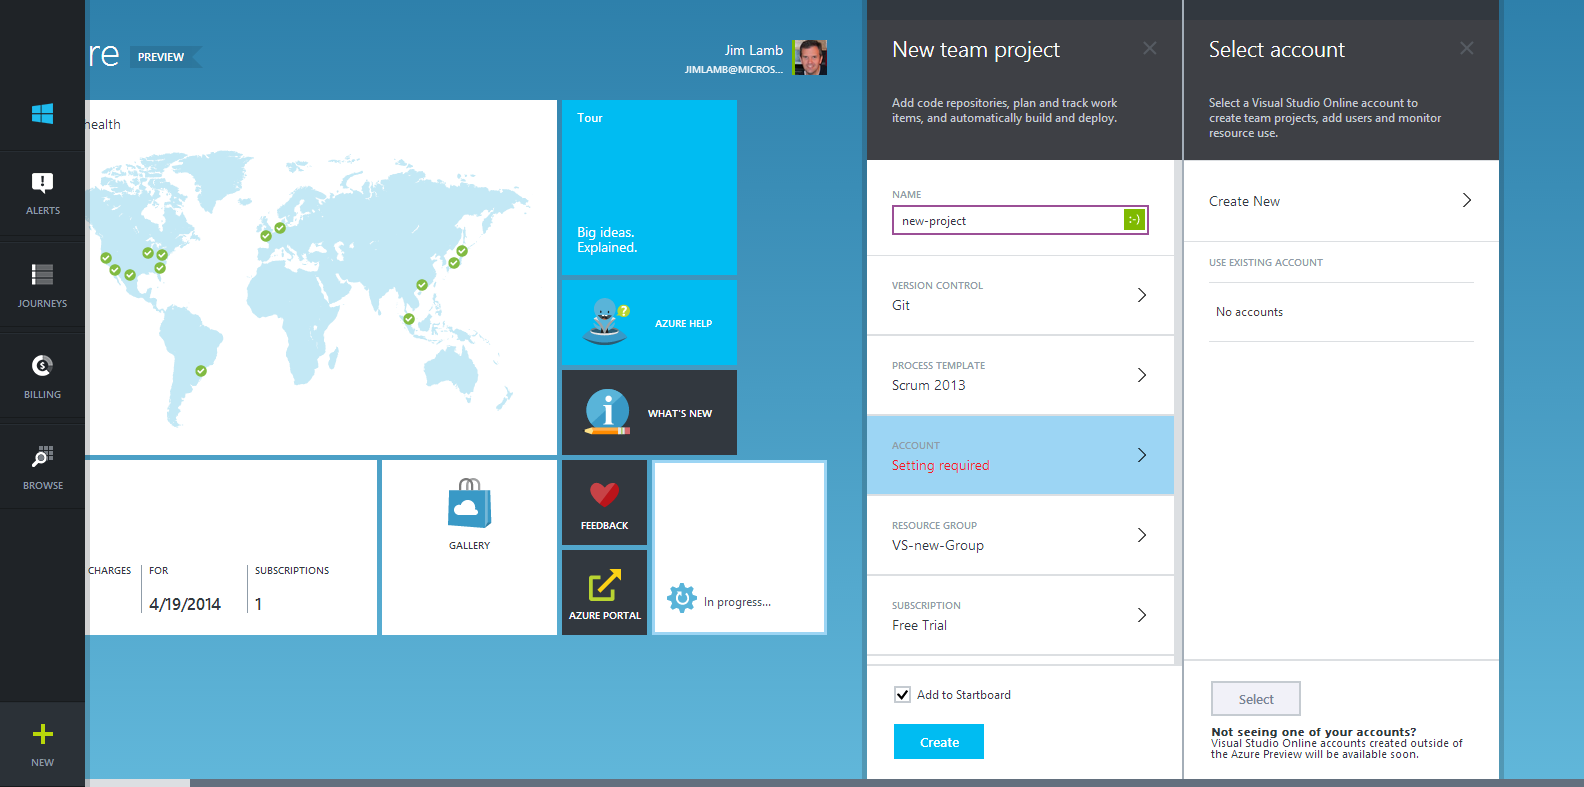 re
PREVIEW
Jim Lamb
JIMLAMB@MICROS...
ALERTS
JOURNEYS
BILLING
BROWSE
NEW
health
Tour
Big ideas.
Explained.
AZURE HELP
WHAT'S NEW
CHARGES
FOR
4/19/2014
SUBSCRIPTIONS
1
GALLERY
FEEDBACK
AZURE PORTAL
In progress...
New team project
Add code repositories, plan and track work
items, and automatically build and deploy.
NAME
new-project
:-)
VERSION CONTROL
Git
PROCESS TEMPLATE
Scrum 2013
ACCOUNT
Setting required
RESOURCE GROUP
VS-new-Group
SUBSCRIPTION
Free Trial
Add to Startboard
Create
Select account
Select a Visual Studio Online account to
create team projects, add users and monitor
resource use.
Create New
USE EXISTING ACCOUNT
No accounts
Select
Not seeing one of your accounts?
Visual Studio Online accounts created outside of
the Azure Preview will be available soon.